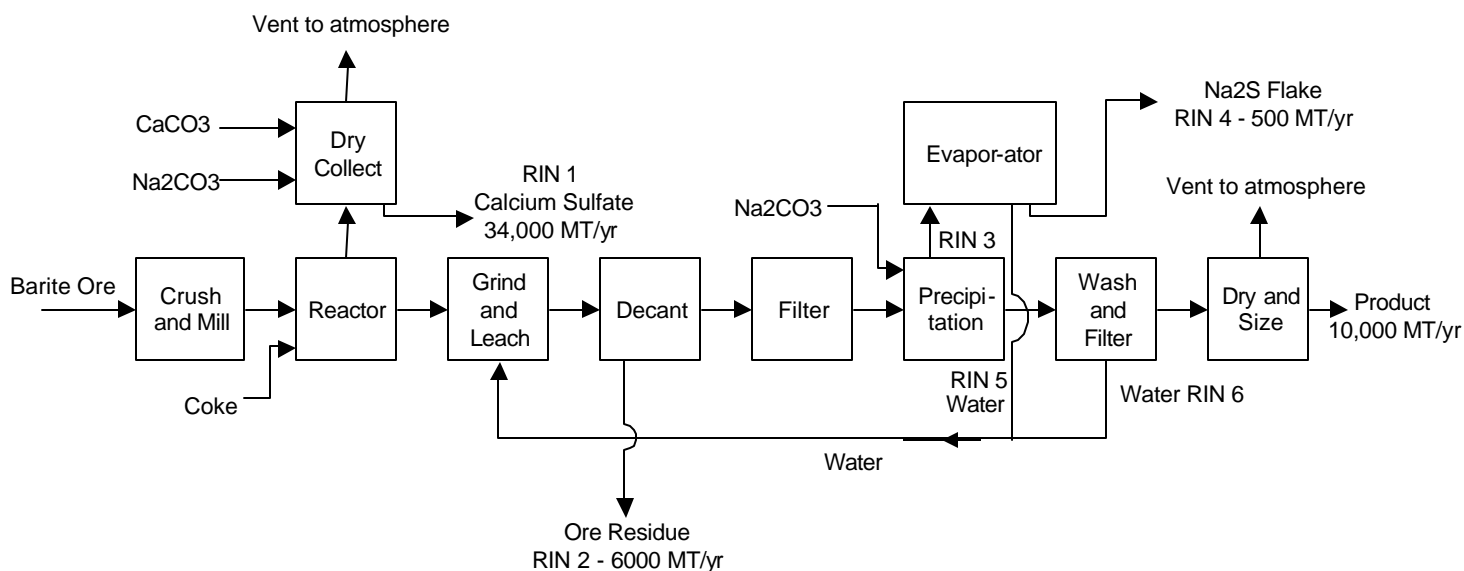 Vent to atmosphere
CaCO3
Na2CO3
Dry
Collect
RIN 1
Calcium Sulfate
34,000 MT/yr
Na2CO3
Evapor-ator
RIN 3
Na2S Flake
RIN 4 - 500 MT/yr
Vent to atmosphere
Barite Ore
Crush
and Mill
Reactor
Grind
and
Leach
Decant
Filter
Precipi-
tation
Wash
and
Filter
Dry and
Size
Product
10,000 MT/yr
Coke
RIN 5
Water
Water RIN 6
Water
Ore Residue
RIN 2 - 6000 MT/yr